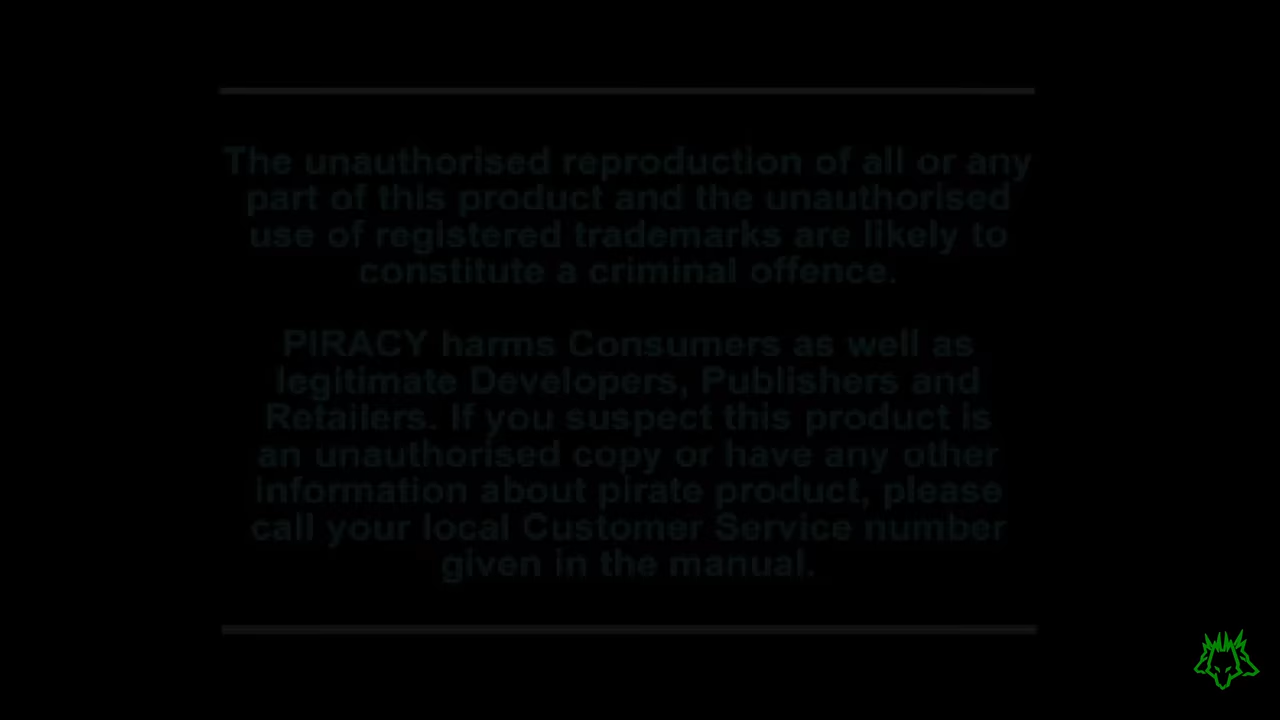 The unauthorised reproduction of all or any
part of this product and the unauthorised
use of registered trademarks are likely to
constitute a criminal offence.
PIRACY harms Consumers as well as
legitimate Developers, Publishers and
Retailers. If you suspect this product is
an unauthorised copy or have any other
information about pirate product, please
call your local Customer Service number
given in the manual.